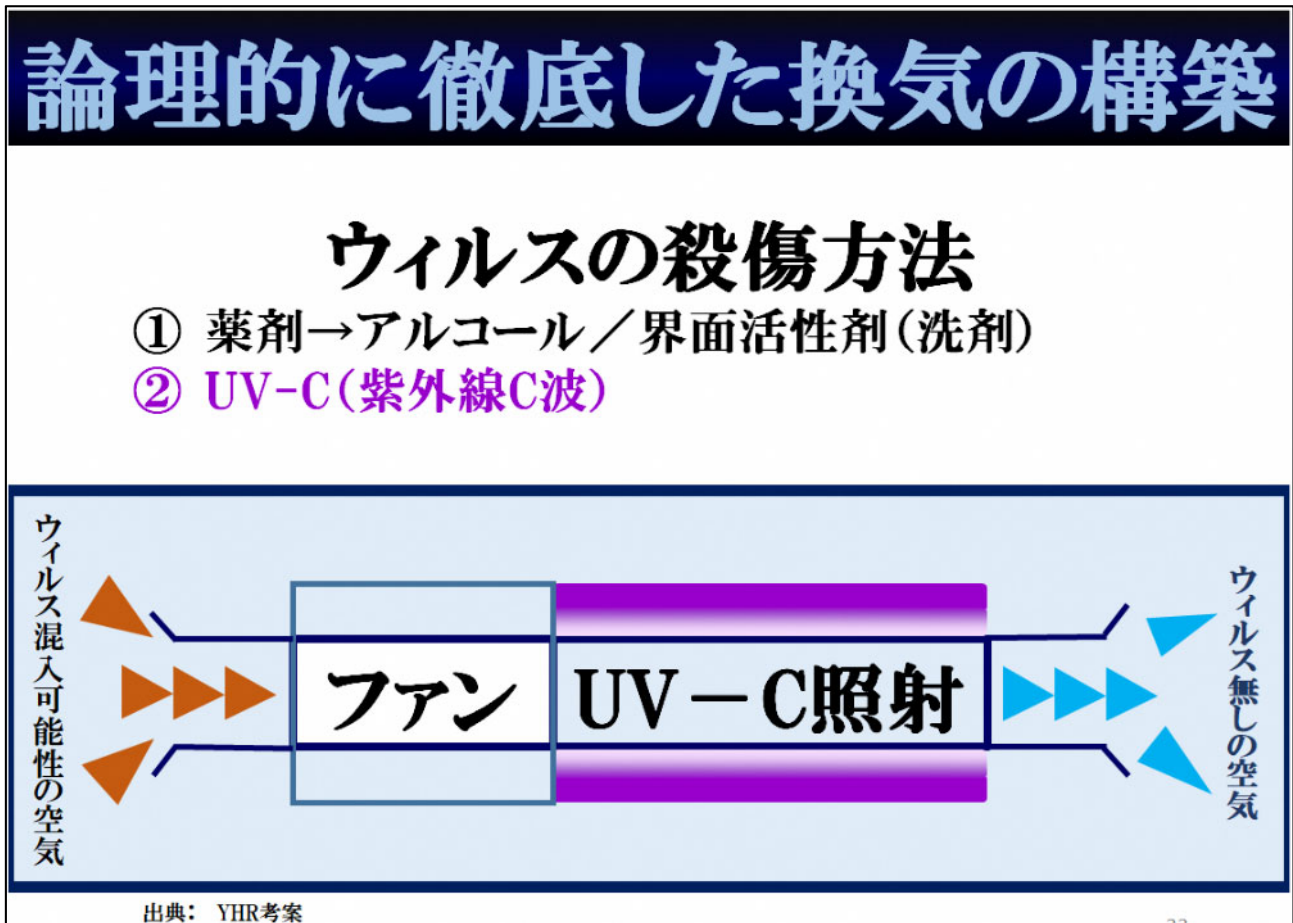 論理的に徹底した換気の構築
ウィルスの殺傷方法
① 薬剤→アルコール／界面活性剤(洗剤)
② UV-C(紫外線C波)
ウィルス混入可能性の空気
ファン
UV－C照射
ウィルス無しの空気
出典： YHR考案